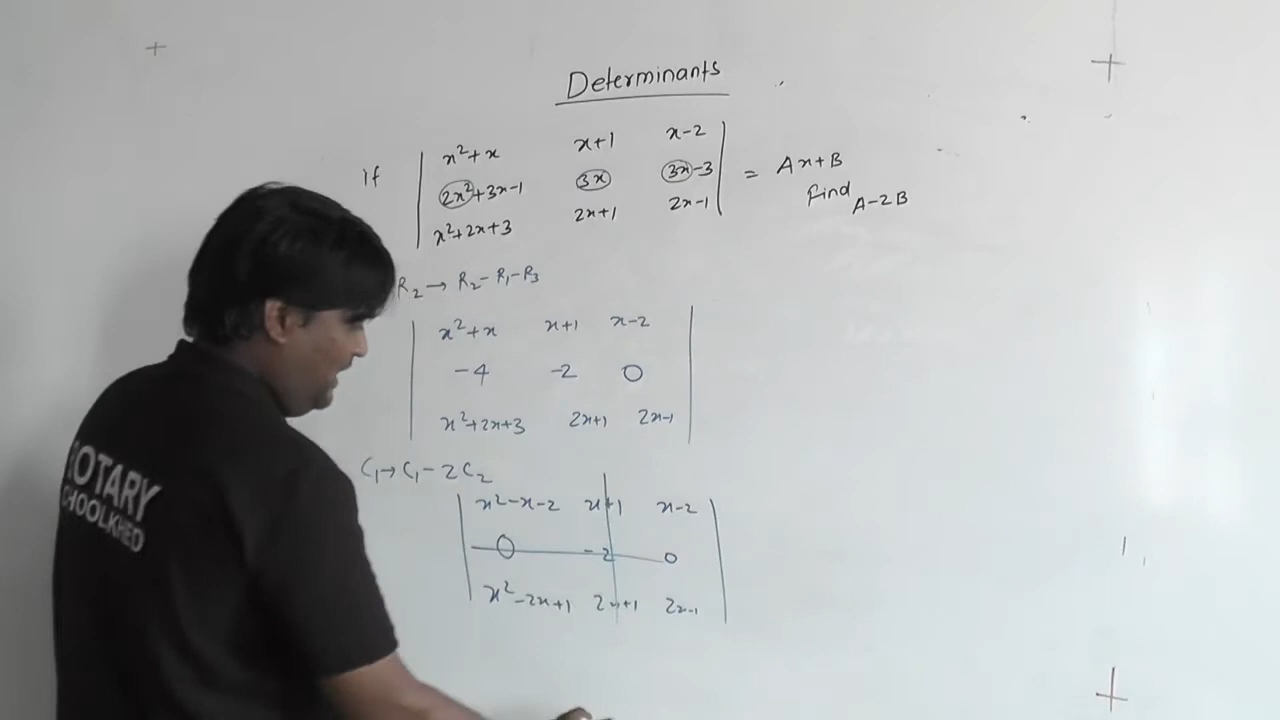 Determinants
If | x²+x x+1 x-2 |
| 2x²+3x-1 3x 3x-3 | = Ax+B
| x²+2x+3 2x+1 2x-1 | Find A-2B
R₂ → R₂-R₁-R₃
| x²+x x+1 x-2 |
| -4 -2 0 |
| x²+2x+3 2x+1 2x-1 |
C₁→C₁-2C₂
| x²-x-2 x+1 x-2 |
| 0 -2 0 |
| x²-2x+1 2x+1 2x-1 |
ROTARY